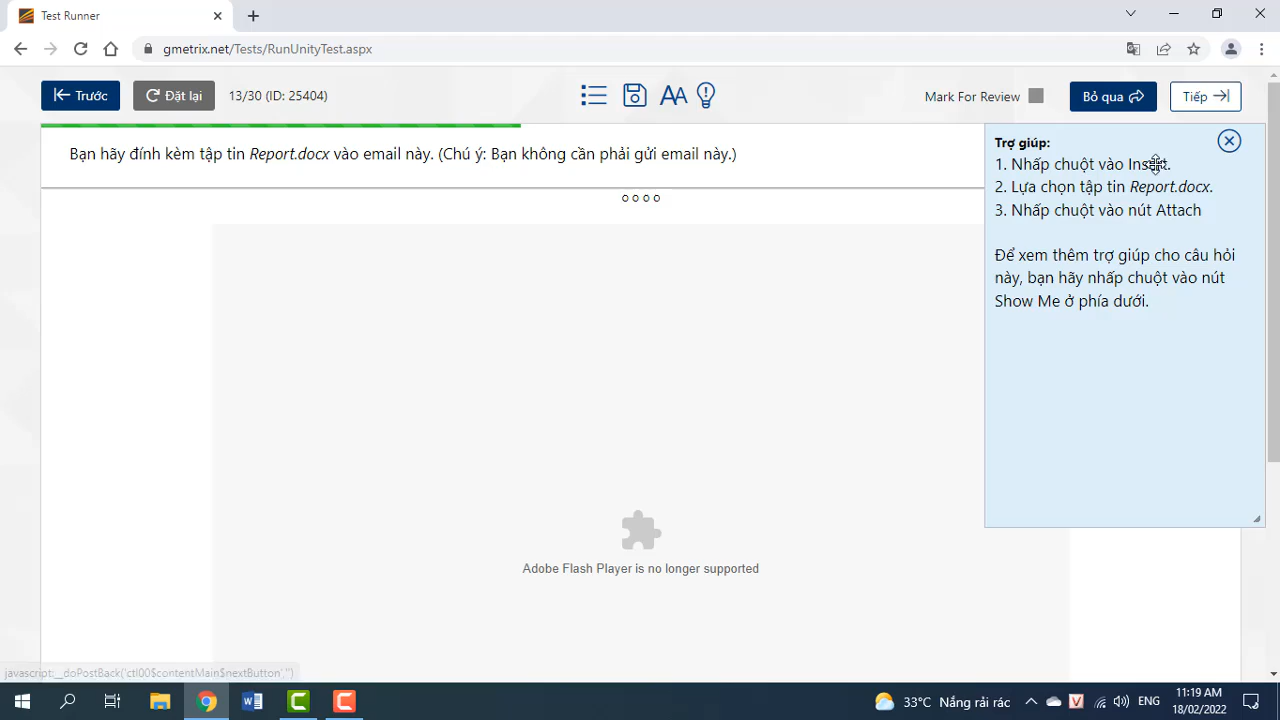 Test Runner
gmetrix.net/Tests/RunUnityTest.aspx
Trước
Đặt lại
13/30 (ID: 25404)
AA
Mark For Review
Bỏ qua
Tiếp
Bạn hãy đính kèm tập tin Report.docx vào email này. (Chú ý: Bạn không cần phải gửi email này.)
Trợ giúp:
1. Nhấp chuột vào Insert.
2. Lựa chọn tập tin Report.docx.
3. Nhấp chuột vào nút Attach
Để xem thêm trợ giúp cho câu hỏi
này, bạn hãy nhấp chuột vào nút
Show Me ở phía dưới.
Adobe Flash Player is no longer supported
javascript:__doPostBack('ctl00$contentMain$nextButton','')
33°C Nắng rải rác
ENG
11:19 AM
18/02/2022